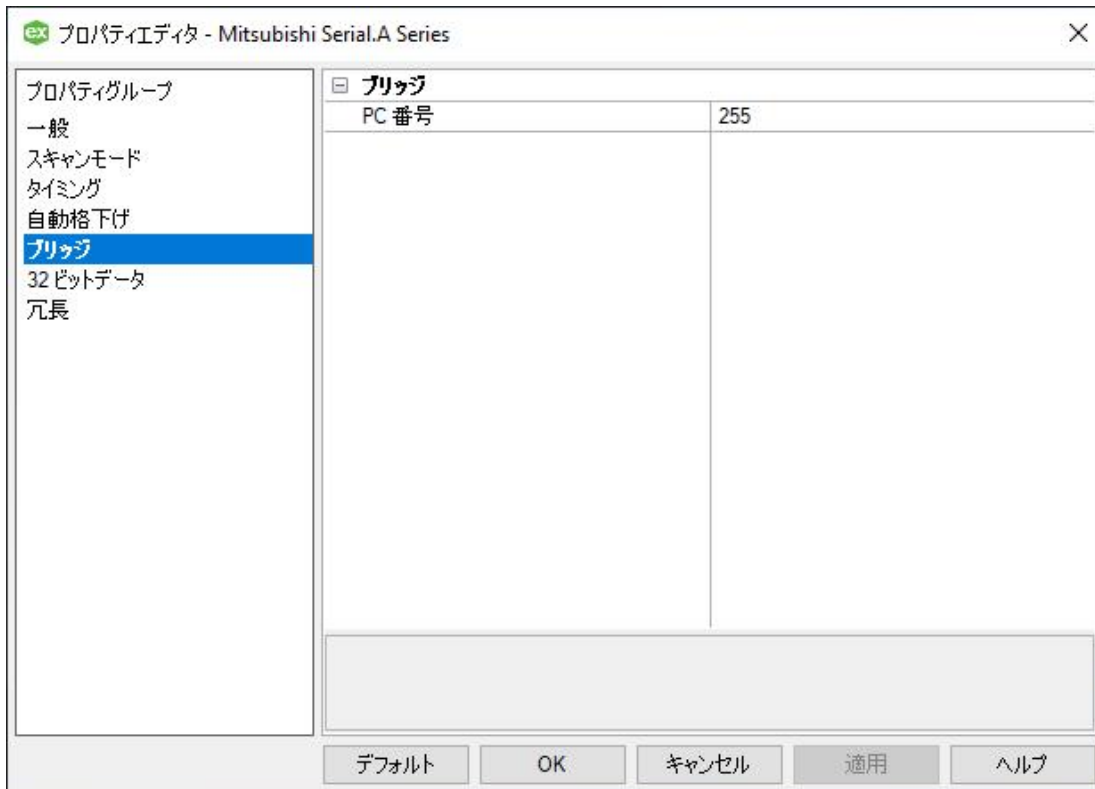 ex プロパティエディタ - Mitsubishi Serial.A Series
プロパティグループ
一般
スキャンモード
タイミング
自動格下げ
ブリッジ
32 ビットデータ
冗長
ブリッジ
PC 番号 255
デフォルト OK キャンセル 適用 ヘルプ